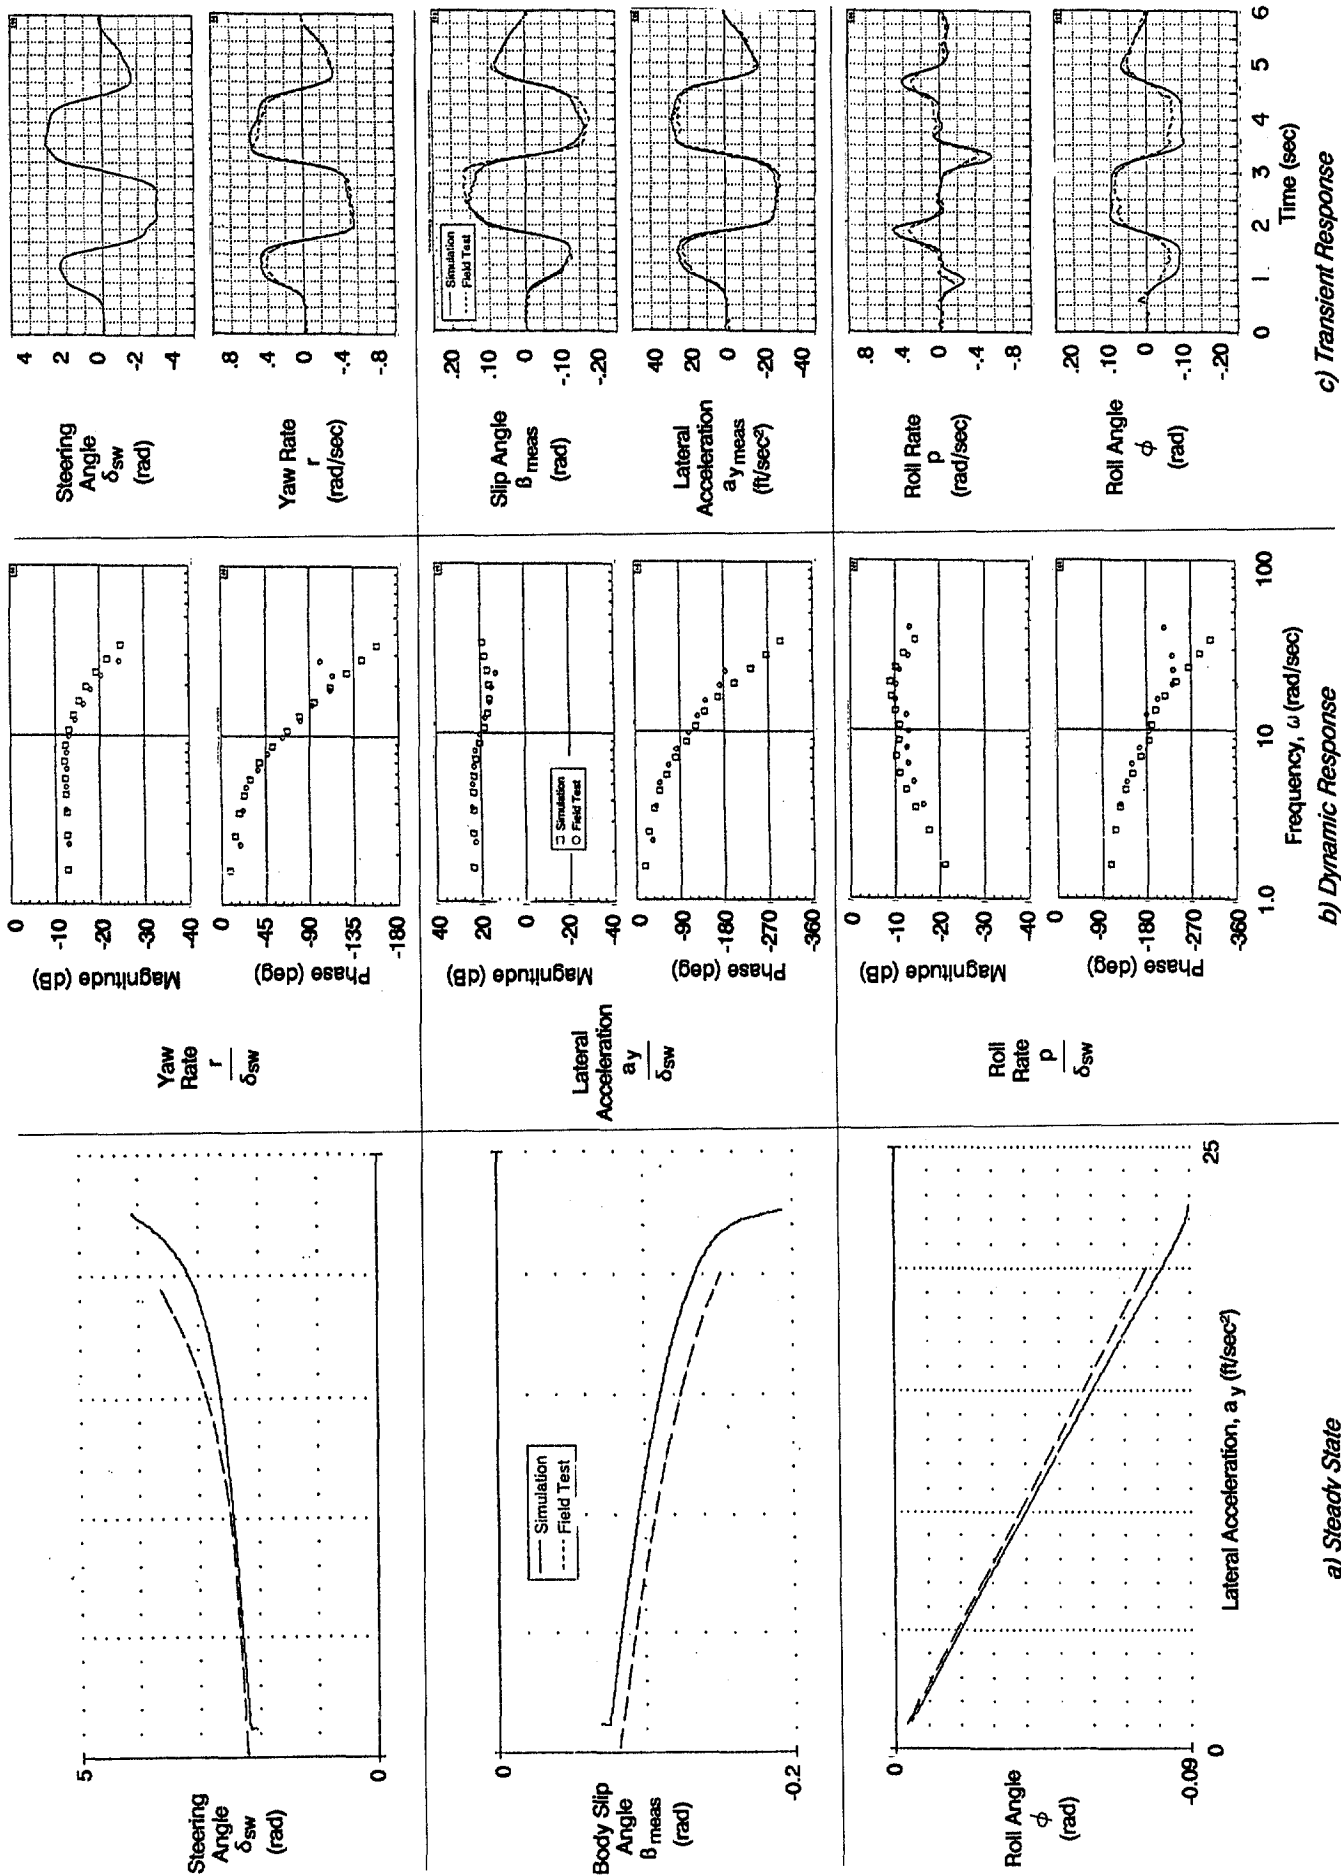 Steering
Angle
δsw
(rad)
5
0
Body Slip
Angle
β meas
(rad)
0
-0.2
Simulation
Field Test
Roll Angle
ϕ
(rad)
0
-0.09
0
25
Lateral Acceleration, a y (ft/sec²)
a) Steady State
Yaw
Rate
r
δsw
Magnitude (dB)
0
-10
-20
-30
-40
Phase (deg)
0
-45
-90
-135
-180
Lateral
Acceleration
a y
δsw
Magnitude (dB)
40
20
0
-20
-40
Simulation
Field Test
Phase (deg)
0
-90
-180
-270
-360
Roll
Rate
p
δsw
Magnitude (dB)
0
-10
-20
-30
-40
Phase (deg)
0
-90
-180
-270
-360
1.0
10
100
Frequency, ω (rad/sec)
b) Dynamic Response
Steering
Angle
δsw
(rad)
4
2
0
-2
-4
Yaw Rate
r
(rad/sec)
.8
.4
0
-.4
-.8
Slip Angle
β meas
(rad)
.20
.10
0
-.10
-.20
Simulation
Field Test
Lateral
Acceleration
a y meas
(ft/sec²)
40
20
0
-20
-40
Roll Rate
p
(rad/sec)
.8
.4
0
-.4
-.8
Roll Angle
ϕ
(rad)
.20
.10
0
-.10
-.20
0
1
2
3
4
5
6
Time (sec)
c) Transient Response